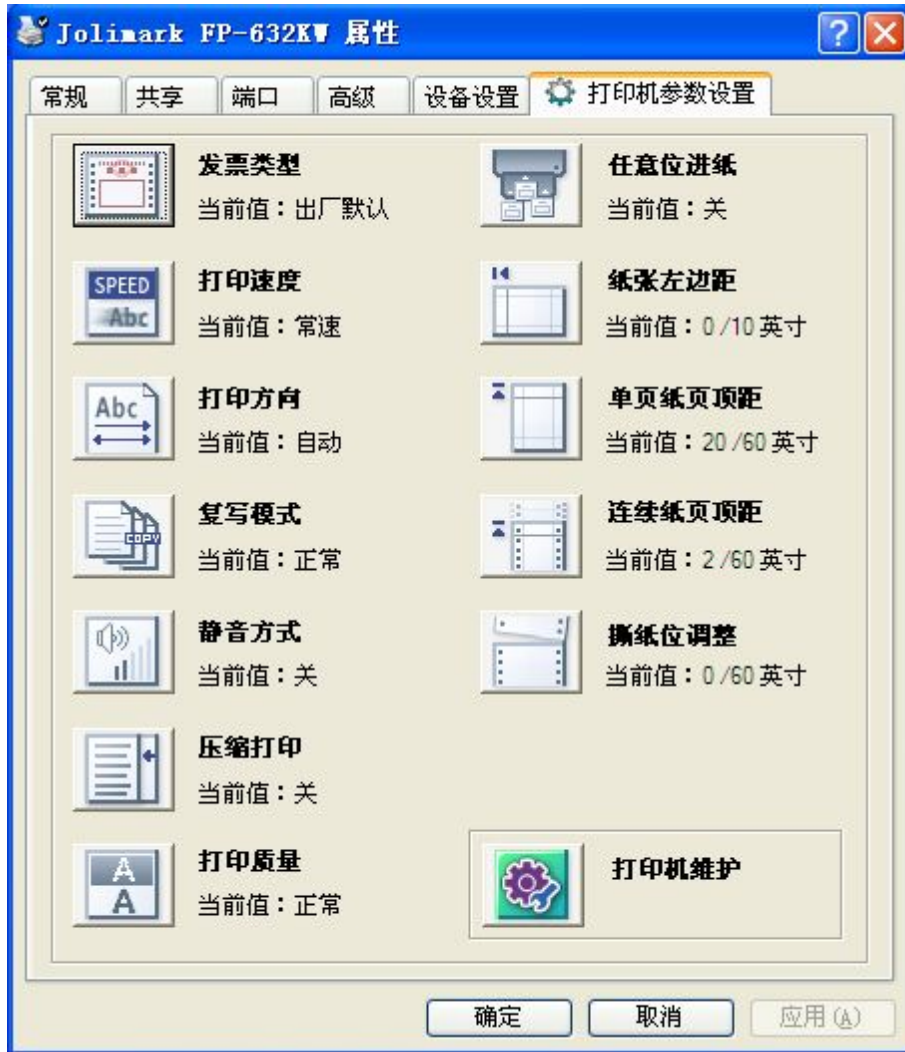 Jolimark FP-632KW 属性
常规 共享 端口 高级 设备设置 打印机参数设置
发票类型
当前值：出厂默认
任意位进纸
当前值：关
SPEED
Abc
打印速度
当前值：常速
纸张左边距
当前值：0/10 英寸
Abc
打印方向
当前值：自动
单页纸页顶距
当前值：20/60 英寸
COPY
复写模式
当前值：正常
连续纸页顶距
当前值：2/60 英寸
静音方式
当前值：关
撕纸位调整
当前值：0/60 英寸
压缩打印
当前值：关
A
A
打印质量
当前值：正常
打印机维护
确定 取消 应用(A)